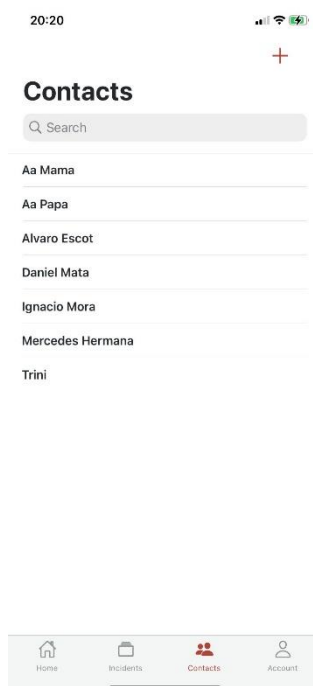 20:20
Contacts
Search
Aa Mama
Aa Papa
Alvaro Escot
Daniel Mata
Ignacio Mora
Mercedes Hermana
Trini
Home Incidents Contacts Account